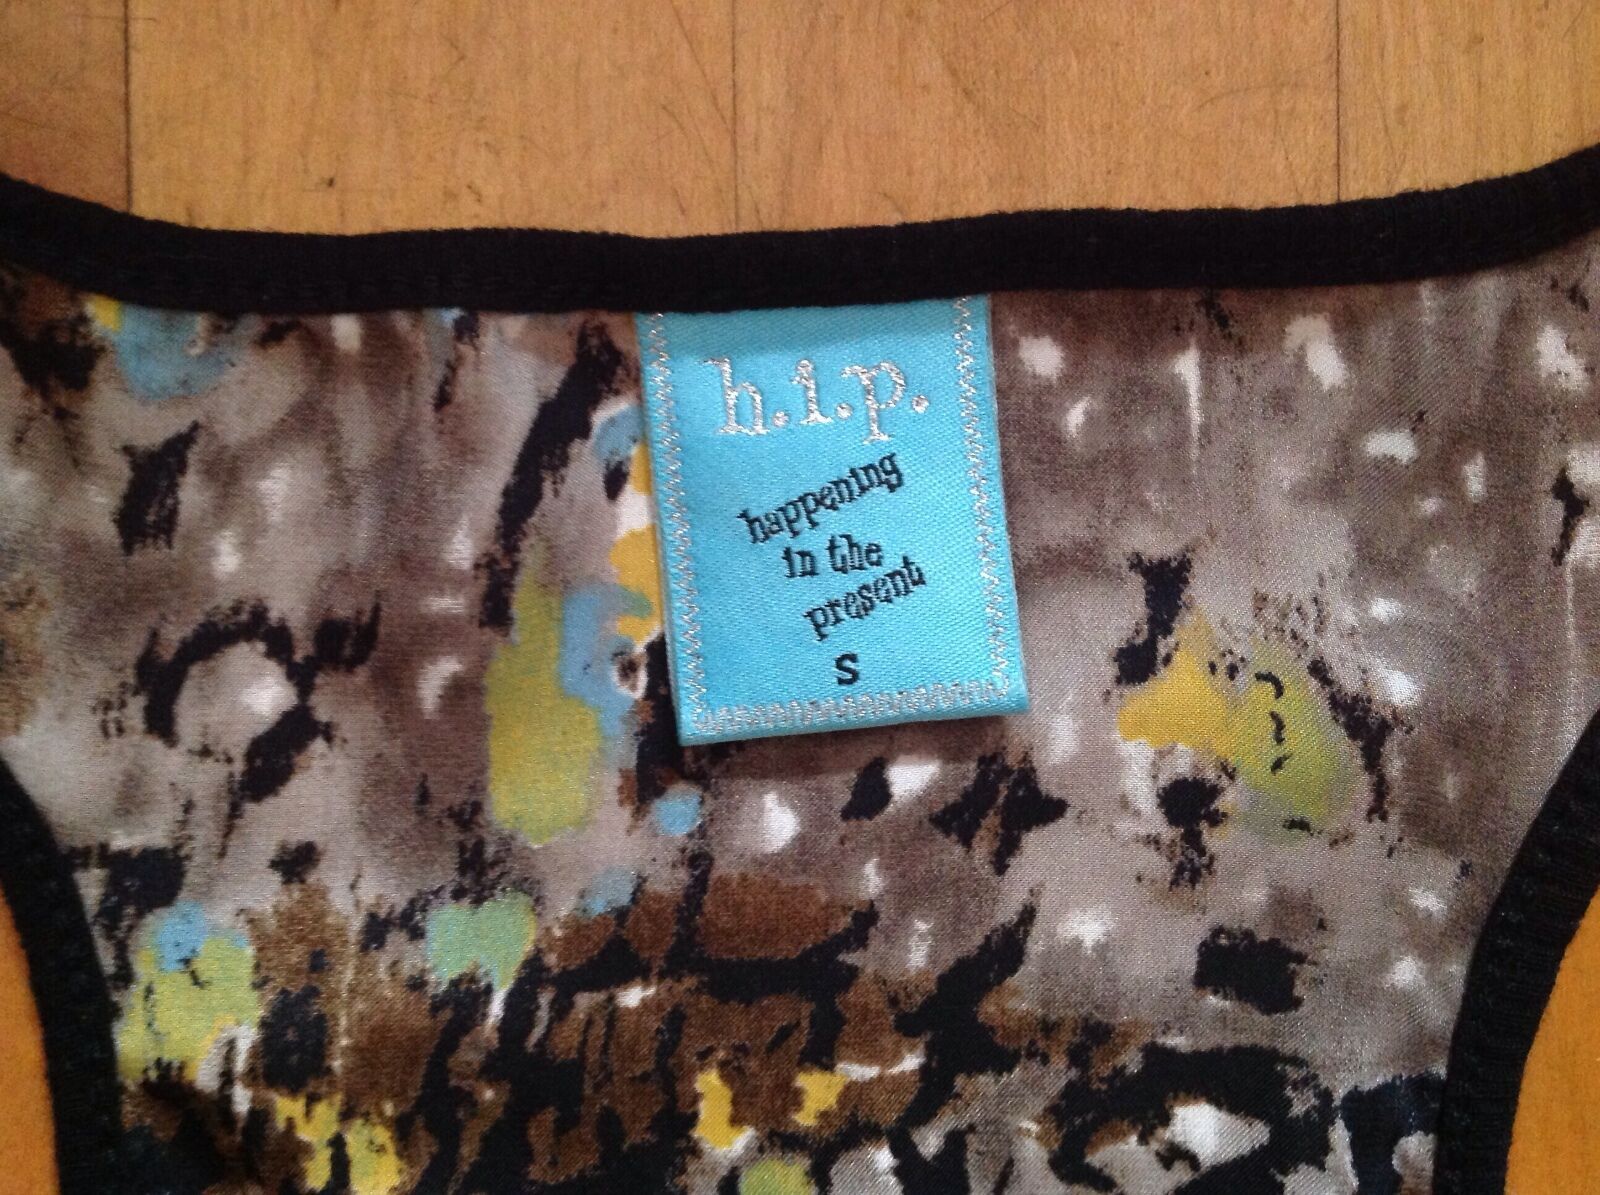 h.i.p.
happening
in the
present
S